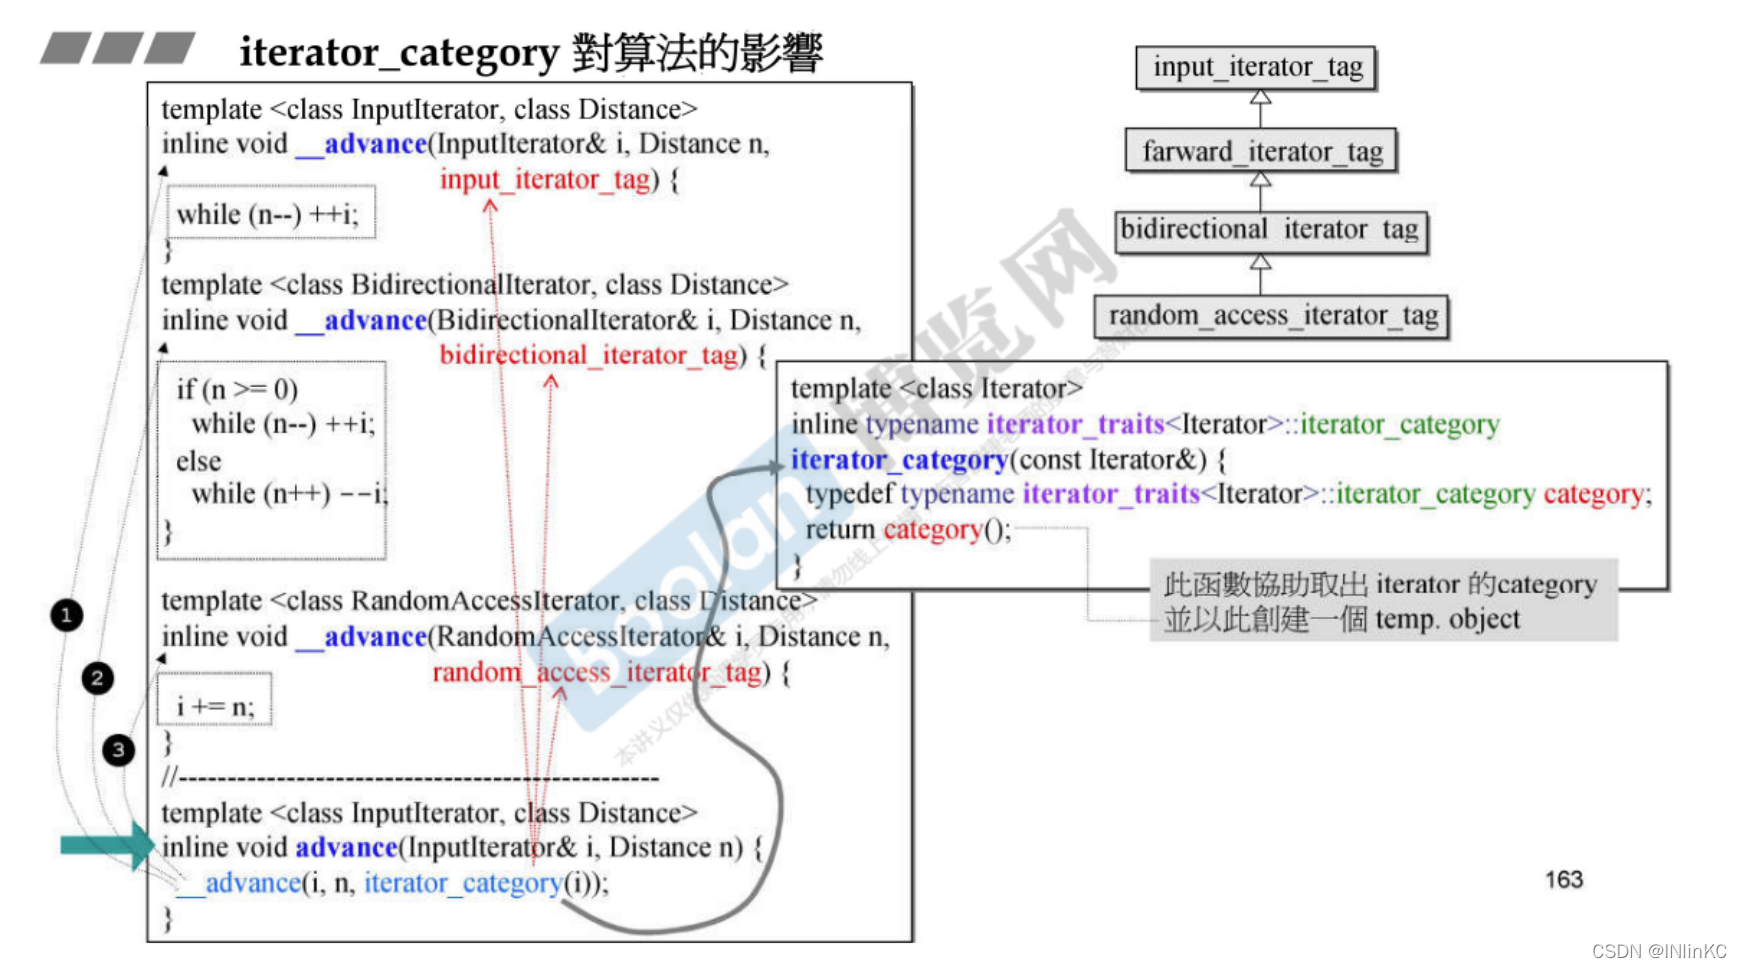 iterator_category 對算法的影響
template <class InputIterator, class Distance>
inline void __advance(InputIterator& i, Distance n,
input_iterator_tag) {
while (n--) ++i;
}
template <class BidirectionalIterator, class Distance>
inline void __advance(BidirectionalIterator& i, Distance n,
bidirectional_iterator_tag) {
if (n >= 0)
while (n--) ++i;
else
while (n++) --i;
}
template <class RandomAccessIterator, class Distance>
inline void __advance(RandomAccessIterator& i, Distance n,
random_access_iterator_tag) {
i += n;
}
//--------------------------------------------------
template <class InputIterator, class Distance>
inline void advance(InputIterator& i, Distance n) {
__advance(i, n, iterator_category(i));
}
1
2
3
input_iterator_tag
farward_iterator_tag
bidirectional_iterator_tag
random_access_iterator_tag
template <class Iterator>
inline typename iterator_traits<Iterator>::iterator_category
iterator_category(const Iterator&) {
typedef typename iterator_traits<Iterator>::iterator_category category;
return category();
}
此函數協助取出 iterator 的category
並以此創建一個 temp. object
Boolan
博览网
163
CSDN @INlinKC